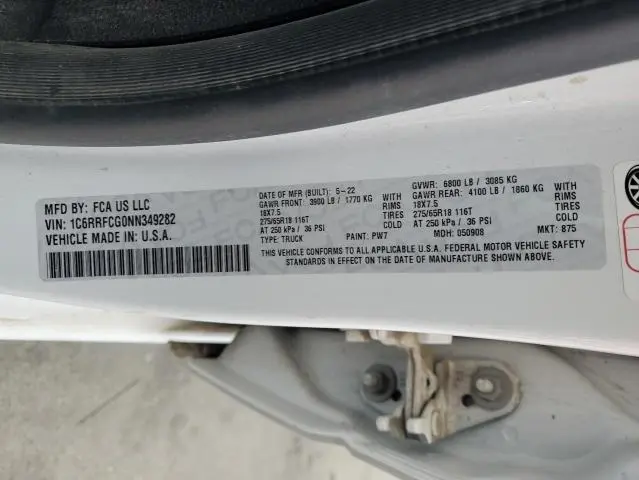 MFD BY: FCA US LLC
VIN: 1C6RRFCG0NN349282
VEHICLE MADE IN U.S.A.
DATE OF MFR (BUILT): 5-22
GAWR FRONT: 3900 LB / 1770 KG
WITH TIRES
18X7.5
RIMS
275/65R18 116T
COLD
AT 250 kPa / 36 PSI
TYPE: TRUCK
PAINT: PW7
GVWR: 6800 LB / 3085 KG
GAWR REAR: 4100 LB / 1860 KG
WITH TIRES
18X7.5
RIMS
275/65R18 116T
COLD
AT 250 kPa / 36 PSI
MDH: 050908
MKT: 875
THIS VEHICLE CONFORMS TO ALL APPLICABLE U.S.A. FEDERAL MOTOR VEHICLE SAFETY
STANDARDS IN EFFECT ON THE DATE OF MANUFACTURE SHOWN ABOVE.